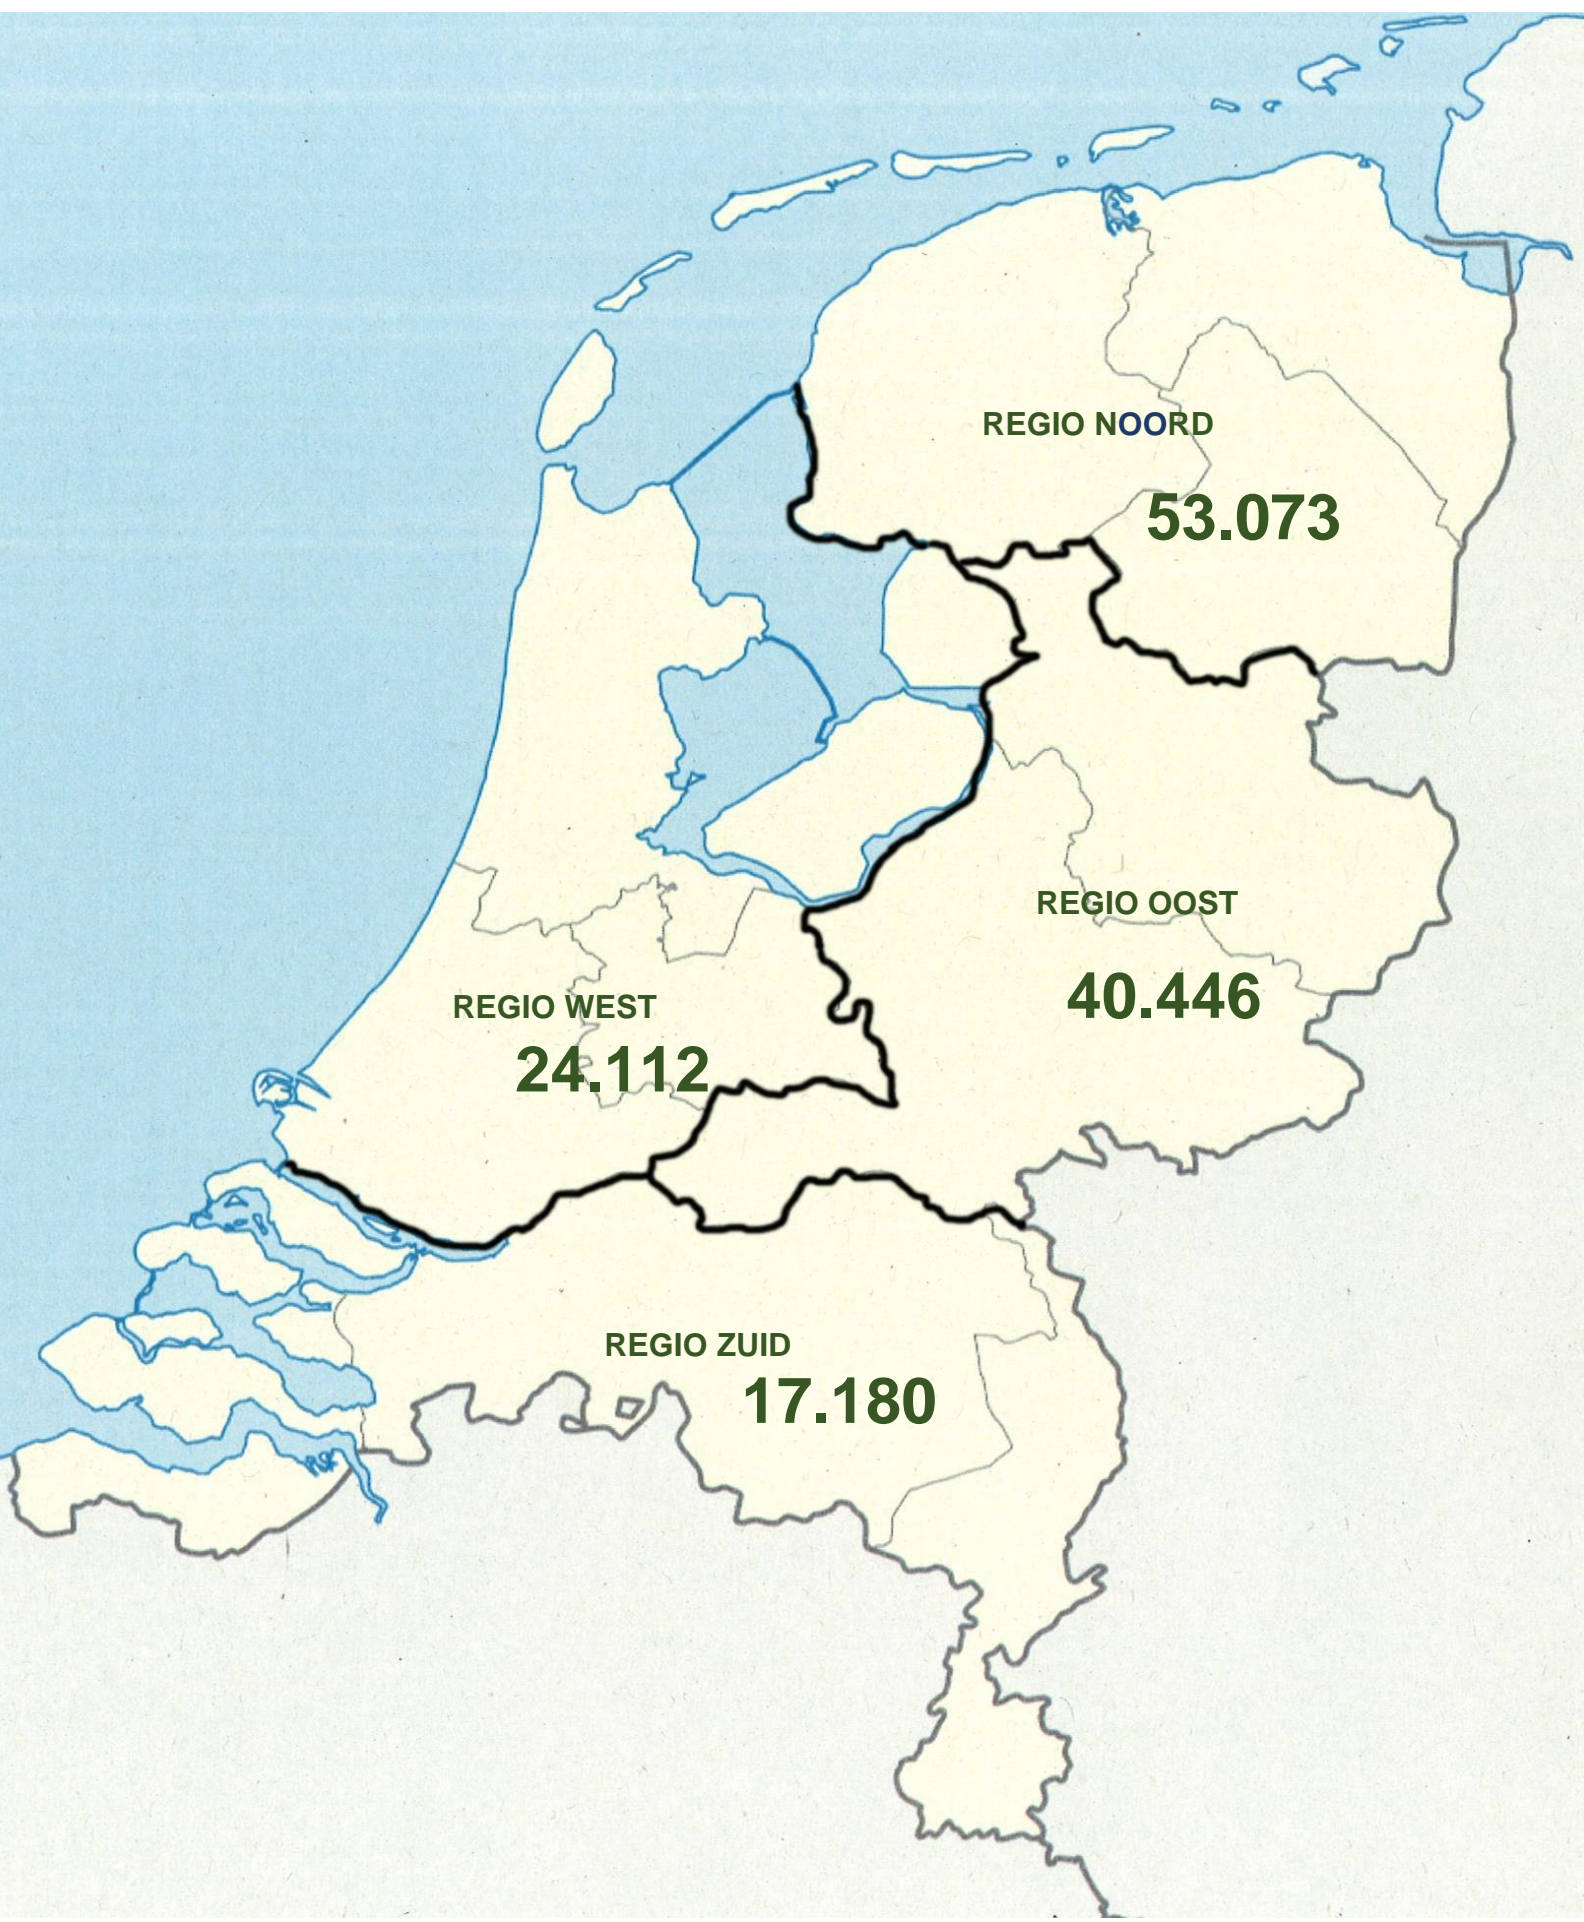 REGIO NOORD
53.073
REGIO OOST
40.446
REGIO WEST
24.112
REGIO ZUID
17.180